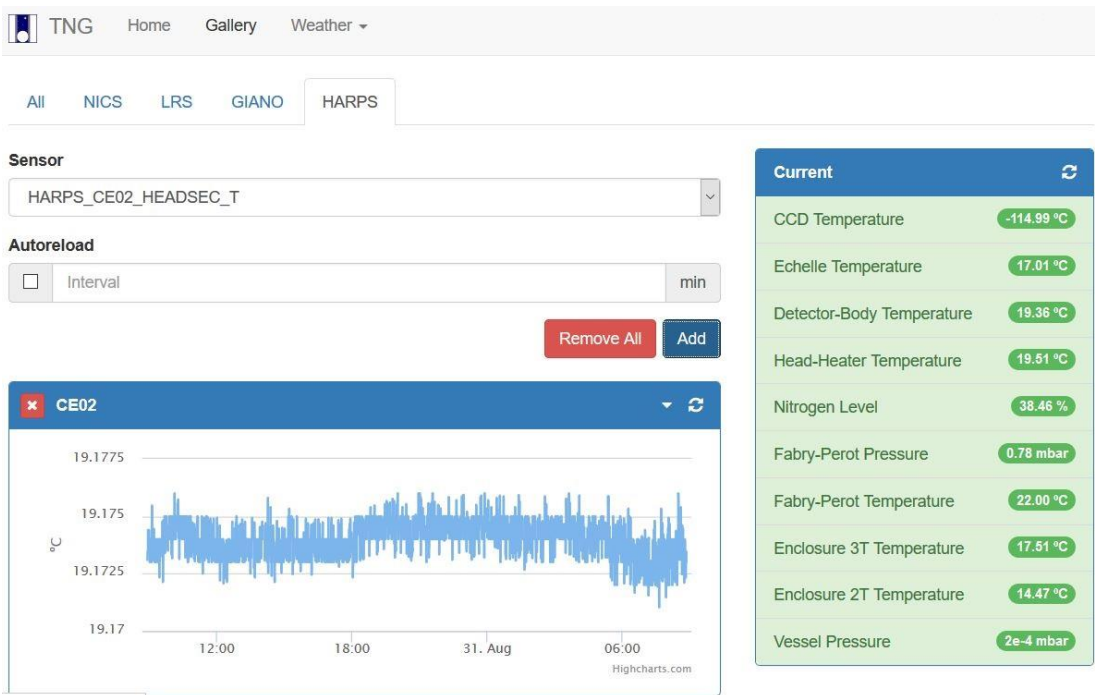 TNG Home Gallery Weather
All NICS LRS GIANO HARPS
Sensor
HARPS_CE02_HEADSEC_T
Autoreload
Interval min
Remove All Add
CE02
19.1775
19.175
°C
19.1725
19.17
12:00 18:00 31. Aug 06:00
Highcharts.com
Current
CCD Temperature -114.99 ºC
Echelle Temperature 17.01 ºC
Detector-Body Temperature 19.36 ºC
Head-Heater Temperature 19.51 ºC
Nitrogen Level 38.46 %
Fabry-Perot Pressure 0.78 mbar
Fabry-Perot Temperature 22.00 ºC
Enclosure 3T Temperature 17.51 ºC
Enclosure 2T Temperature 14.47 ºC
Vessel Pressure 2e-4 mbar